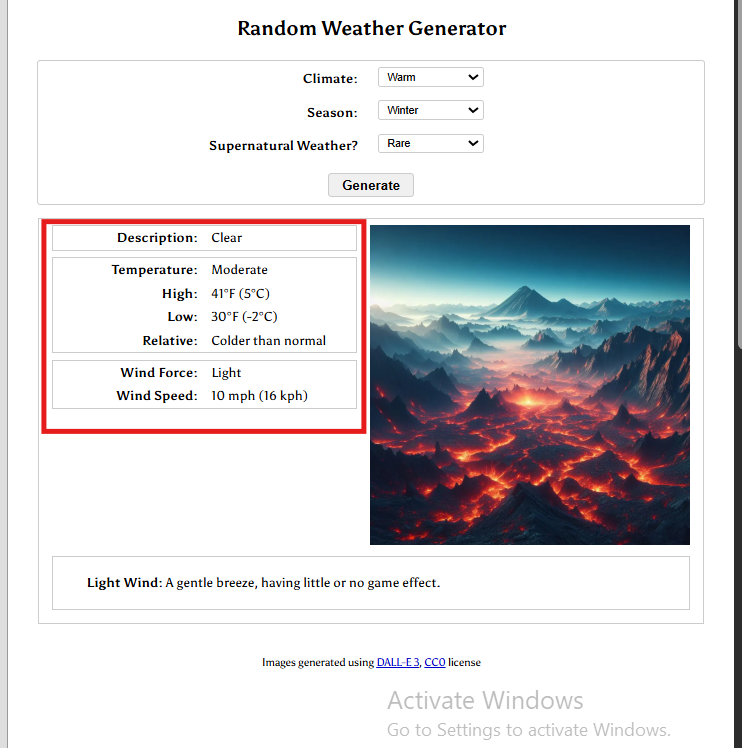 Random Weather Generator
Climate: Warm
Season: Winter
Supernatural Weather? Rare
Generate
Description: Clear
Temperature: Moderate
High: 41°F (5°C)
Low: 30°F (-2°C)
Relative: Colder than normal
Wind Force: Light
Wind Speed: 10 mph (16 kph)
Light Wind: A gentle breeze, having little or no game effect.
Images generated using DALL-E 3, CC0 license
Activate Windows
Go to Settings to activate Windows.